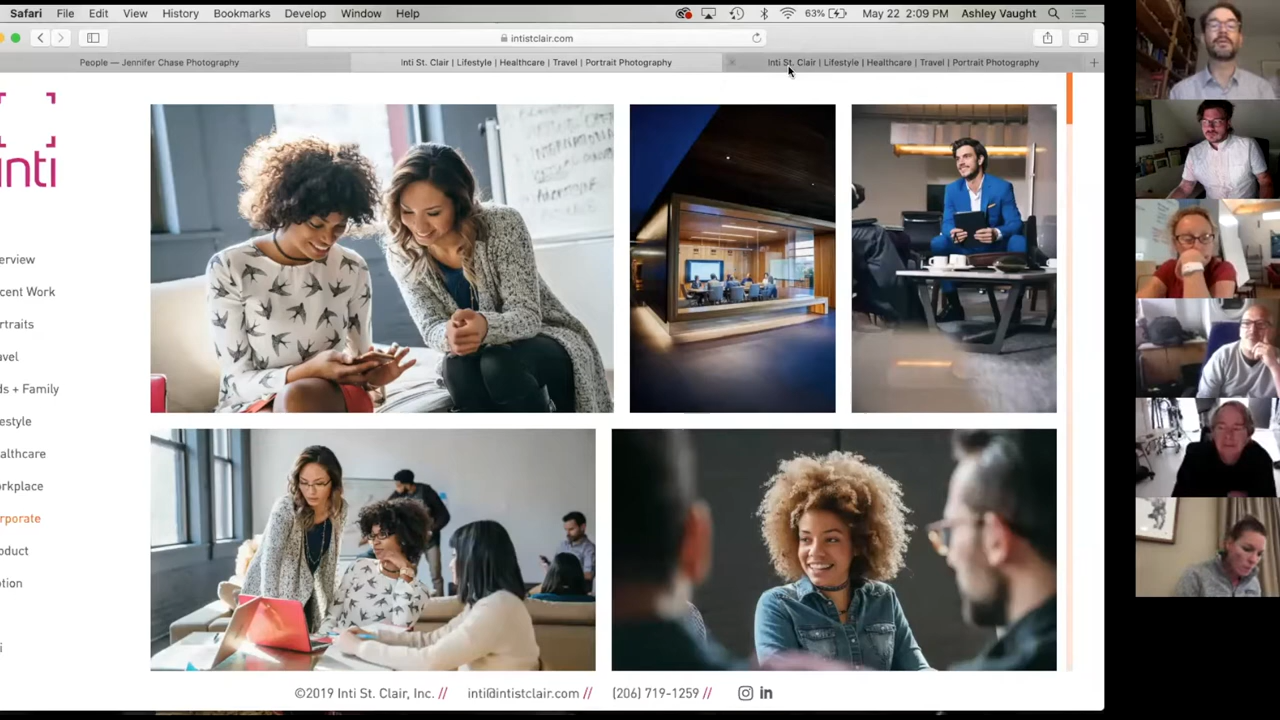 Safari File Edit View History Bookmarks Develop Window Help 63% May 22 2:09 PM Ashley Vaught
intistclair.com
People — Jennifer Chase Photography
Inti St. Clair | Lifestyle | Healthcare | Travel | Portrait Photography
Inti St. Clair | Lifestyle | Healthcare | Travel | Portrait Photography
inti
erview
cent Work
rtraits
avel
ds + Family
estyle
althcare
orkplace
rporate
oduct
otion
i
©2019 Inti St. Clair, Inc. // inti@intistclair.com // (206) 719-1259 //